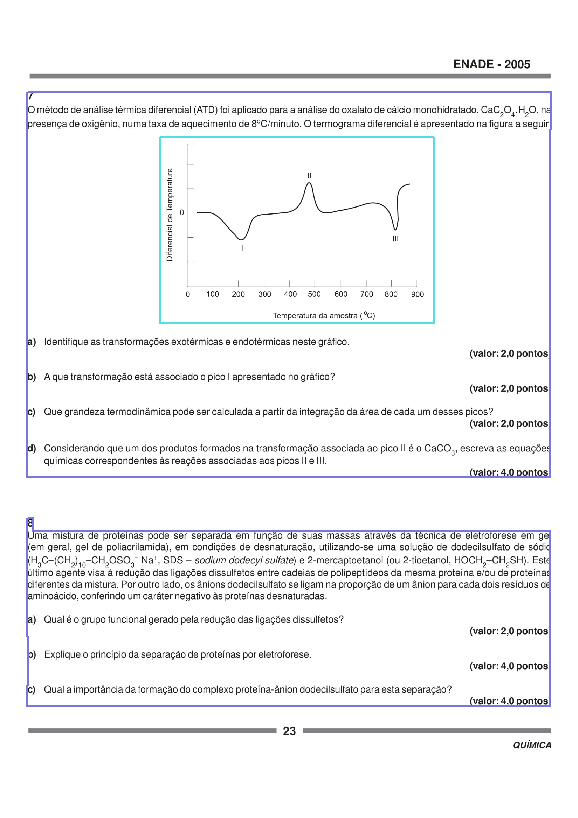 ENADE - 2005
7
O método de análise térmica diferencial (ATD) foi aplicado para a análise do oxalato de cálcio monohidratado, CaC2O4.H2O, na
presença de oxigênio, numa taxa de aquecimento de 8ºC/minuto. O termograma diferencial é apresentado na figura a seguir.
Diferencial de Temperatura
0
I
II
III
0 100 200 300 400 500 600 700 800 900
Temperatura da amostra (ºC)
a) Identifique as transformações exotérmicas e endotérmicas neste gráfico.
(valor: 2,0 pontos
b) A que transformação está associado o pico I apresentado no gráfico?
(valor: 2,0 pontos
c) Que grandeza termodinâmica pode ser calculada a partir da integração da área de cada um desses picos?
(valor: 2,0 pontos
d) Considerando que um dos produtos formados na transformação associada ao pico II é o CaCO3, escreva as equações
químicas correspondentes às reações associadas aos picos II e III.
(valor: 4,0 pontos
8
Uma mistura de proteínas pode ser separada em função de suas massas através da técnica de eletroforese em gel
(em geral, gel de poliacrilamida), em condições de desnaturação, utilizando-se uma solução de dodecilsulfato de sódio
(H3C–(CH2)10–CH2OSO3- Na+, SDS – sodium dodecyl sulfate) e 2-mercaptoetanol (ou 2-tioetanol, HOCH2–CH2SH). Este
último agente visa à redução das ligações dissulfetos entre cadeias de polipeptídeos da mesma proteína e/ou de proteínas
diferentes da mistura. Por outro lado, os ânions dodecilsulfato se ligam na proporção de um ânion para cada dois resíduos de
aminoácido, conferindo um caráter negativo às proteínas desnaturadas.
a) Qual é o grupo funcional gerado pela redução das ligações dissulfetos?
(valor: 2,0 pontos
b) Explique o princípio da separação de proteínas por eletroforese.
(valor: 4,0 pontos
c) Qual a importância da formação do complexo proteína-ânion dodecilsulfato para esta separação?
(valor: 4,0 pontos
23
QUÍMICA